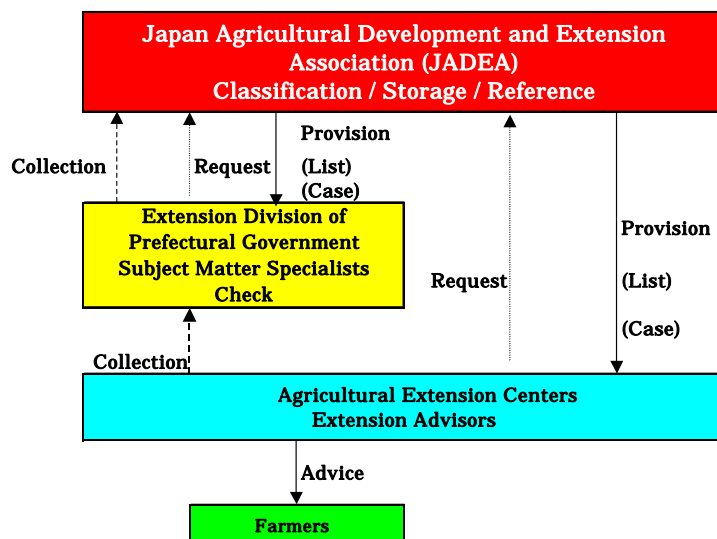 Japan Agricultural Development and Extension
Association (JADEA)
Classification / Storage / Reference
Provision
Collection
Request
(List)
(Case)
Extension Division of
Prefectural Government
Subject Matter Specialists
Check
Provision
Request
(List)
(Case)
Collection
Agricultural Extension Centers
Extension Advisors
Advice
Farmers